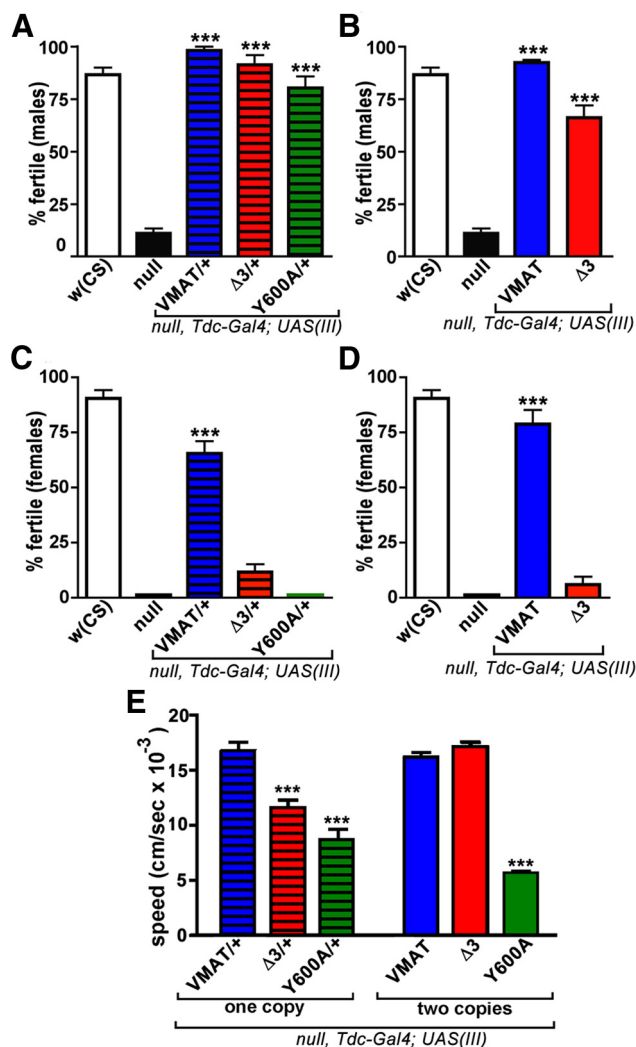 A
% fertile (males)
100
75
50
25
0
***
***
***
w(CS)
null
VMAT/+
Δ3/+
Y600A/+
null, Tdc-Gal4; UAS(III)
B
% fertile (males)
100
75
50
25
0
***
***
w(CS)
null
VMAT
Δ3
null, Tdc-Gal4; UAS(III)
C
% fertile (females)
100
75
50
25
0
***
w(CS)
null
VMAT/+
Δ3/+
Y600A/+
null, Tdc-Gal4; UAS(III)
D
% fertile (females)
100
75
50
25
0
***
w(CS)
null
VMAT
Δ3
null, Tdc-Gal4; UAS(III)
E
speed (cm/sec x 10⁻³)
20
15
10
5
0
***
***
***
VMAT/+
Δ3/+
Y600A/+
VMAT
Δ3
Y600A
one copy
two copies
null, Tdc-Gal4; UAS(III)